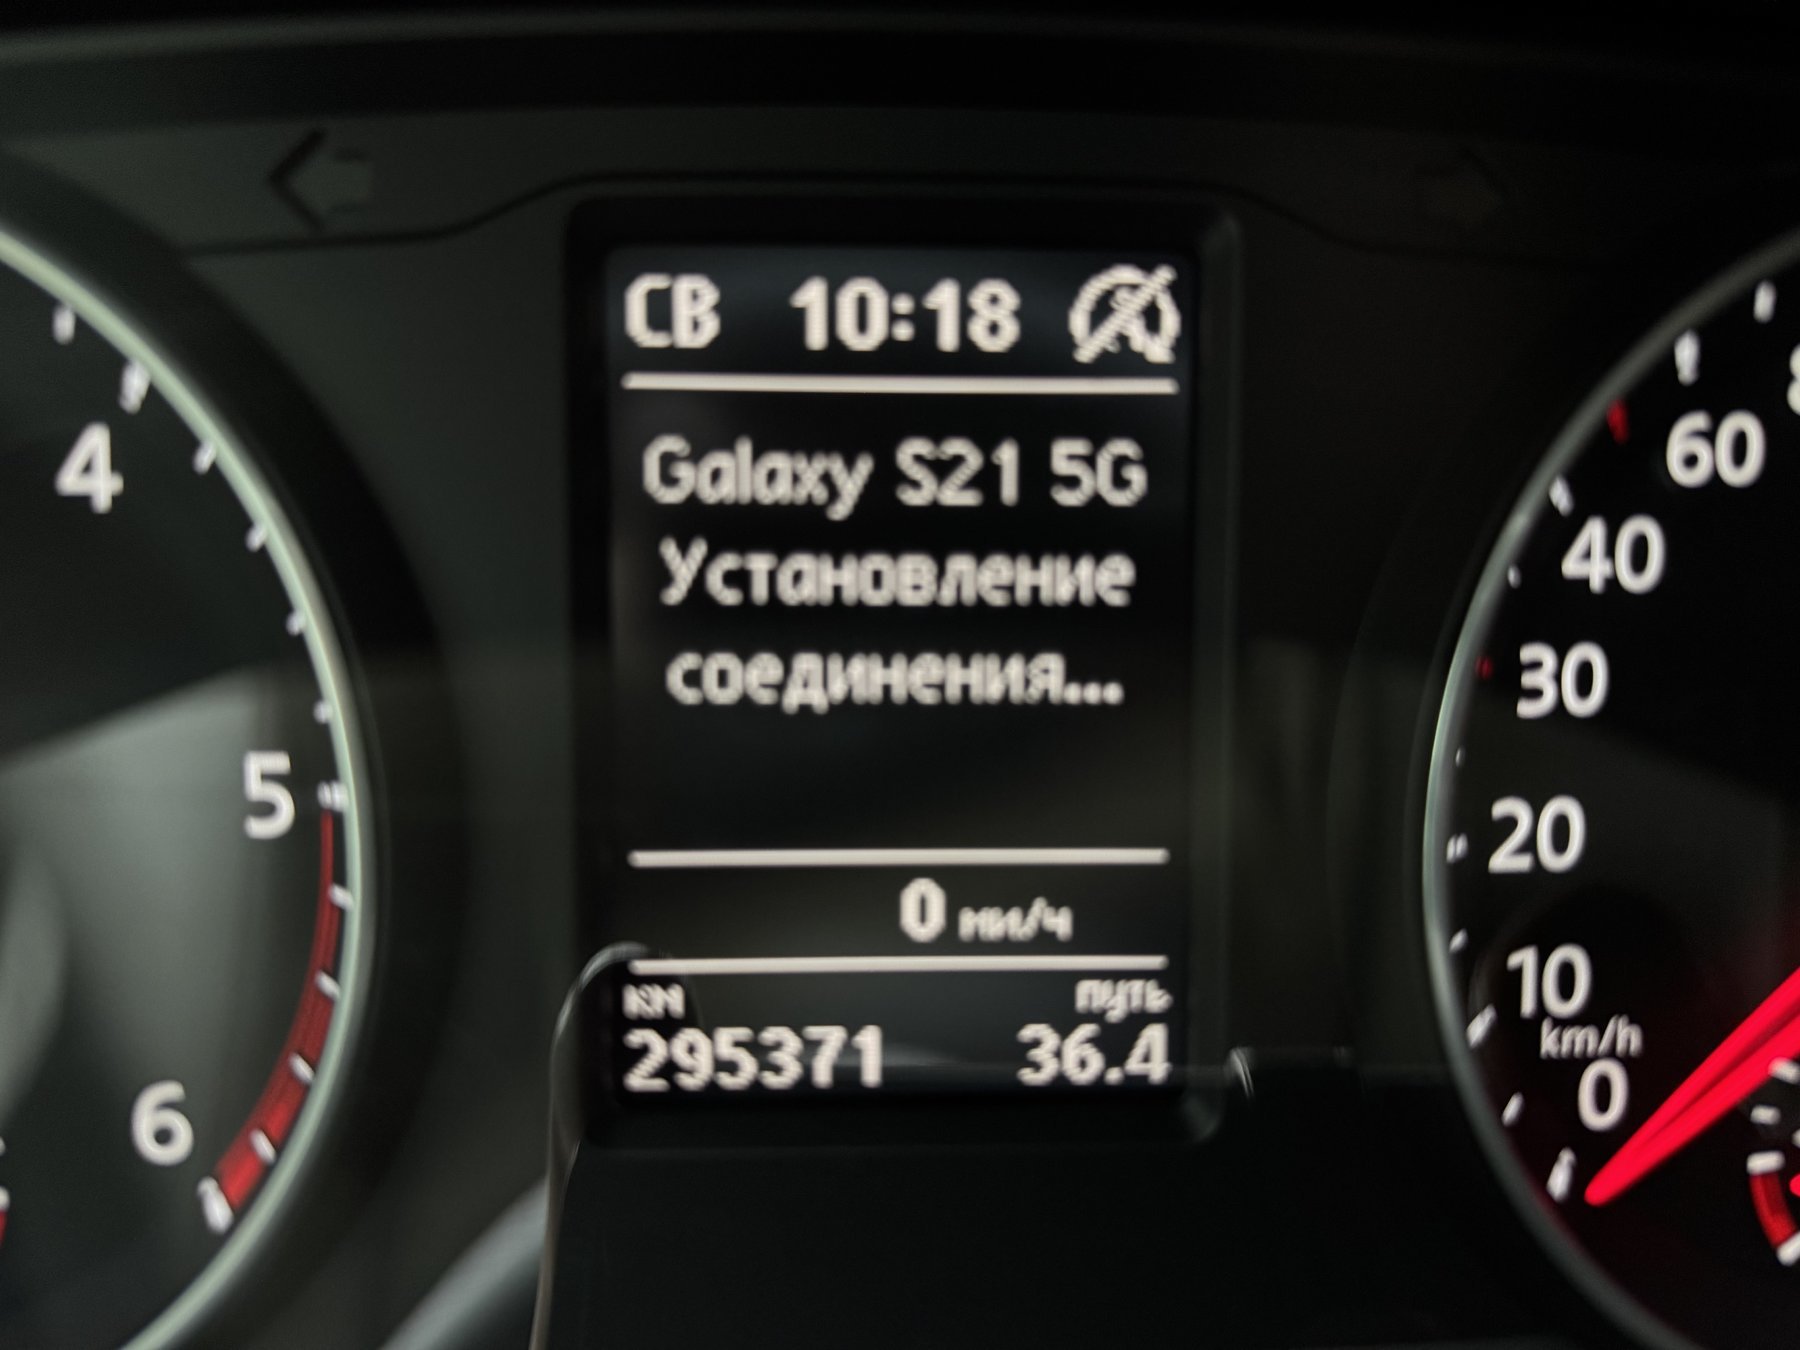 СВ 10:18
Galaxy S21 5G
Установление
соединения...
0 ми/ч
км путь
295371 36.4
4
5
6
60
40
30
20
10
km/h
0